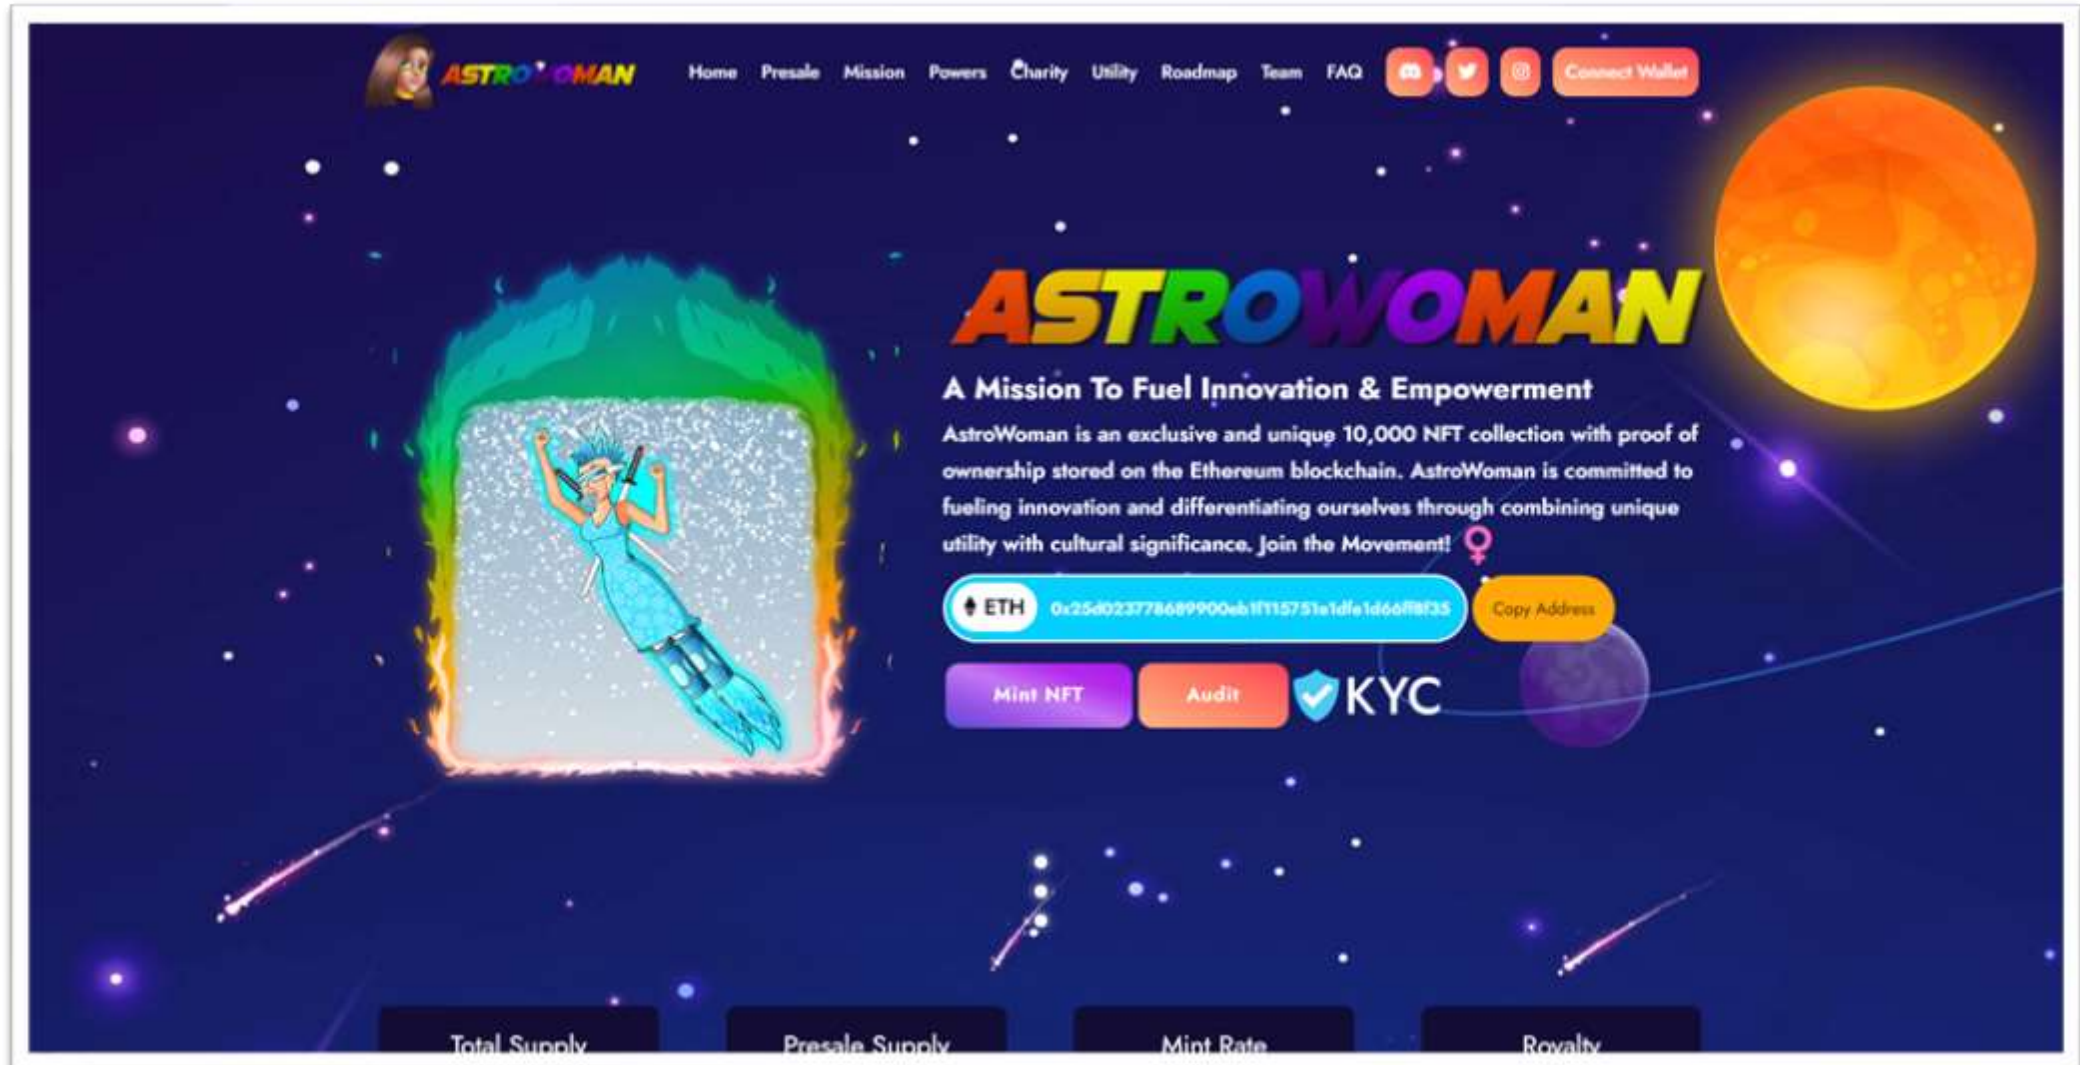 ASTROWOMAN
Home Presale Mission Powers Charity Utility Roadmap Team FAQ Connect Wallet
ASTROWOMAN
A Mission To Fuel Innovation & Empowerment
AstroWoman is an exclusive and unique 10,000 NFT collection with proof of
ownership stored on the Ethereum blockchain. AstroWoman is committed to
fueling innovation and differentiating ourselves through combining unique
utility with cultural significance. Join the Movement!
ETH Copy Address
Mint NFT Audit KYC
Total Supply Presale Supply Mint Rate Royalty